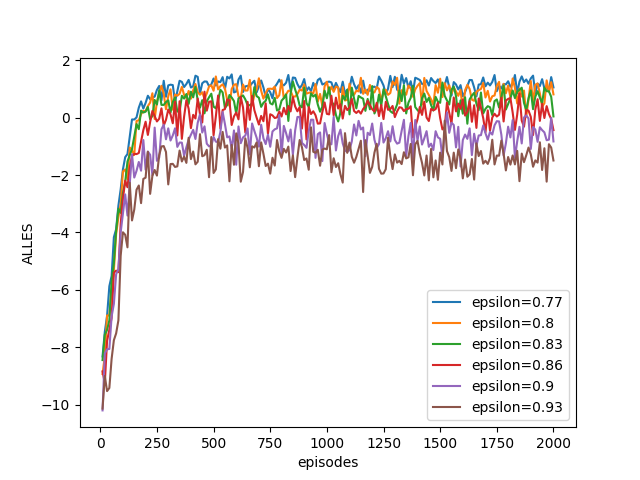 2
0
−2
−4
−6
−8
−10
ALLES
0 250 500 750 1000 1250 1500 1750 2000
episodes
epsilon=0.77
epsilon=0.8
epsilon=0.83
epsilon=0.86
epsilon=0.9
epsilon=0.93